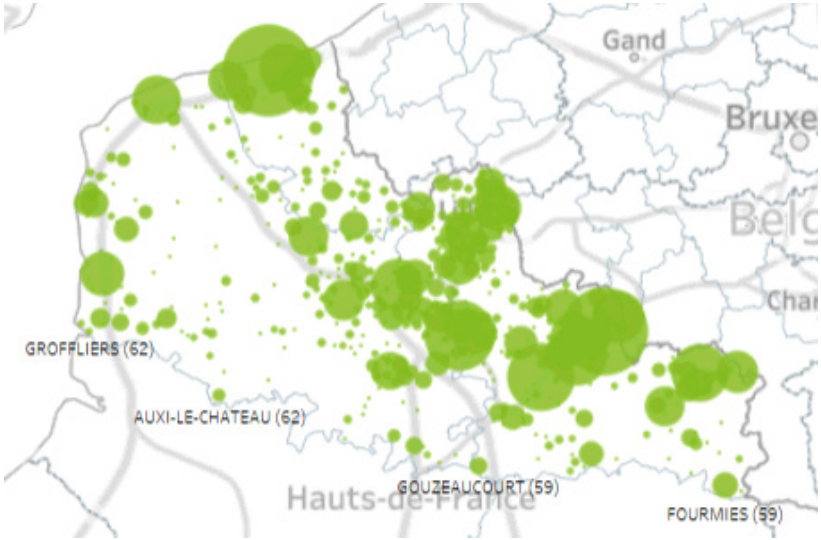 Gand
Bruxe
Belg
Char
GROFFLIERS (62)
AUXI-LE-CHATEAU (62)
GOUZEAUCOURT (59)
Hauts-de-France
FOURMIES (59)